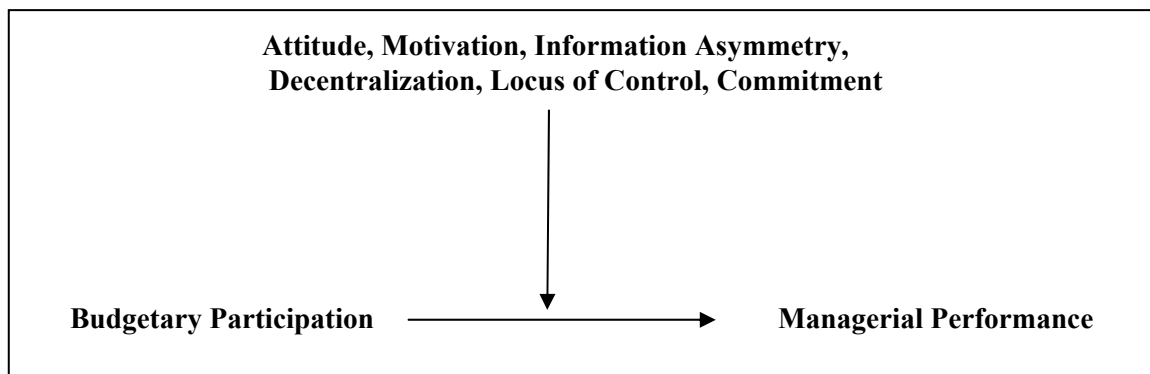 Attitude, Motivation, Information Asymmetry,
Decentralization, Locus of Control, Commitment
Budgetary Participation
Managerial Performance